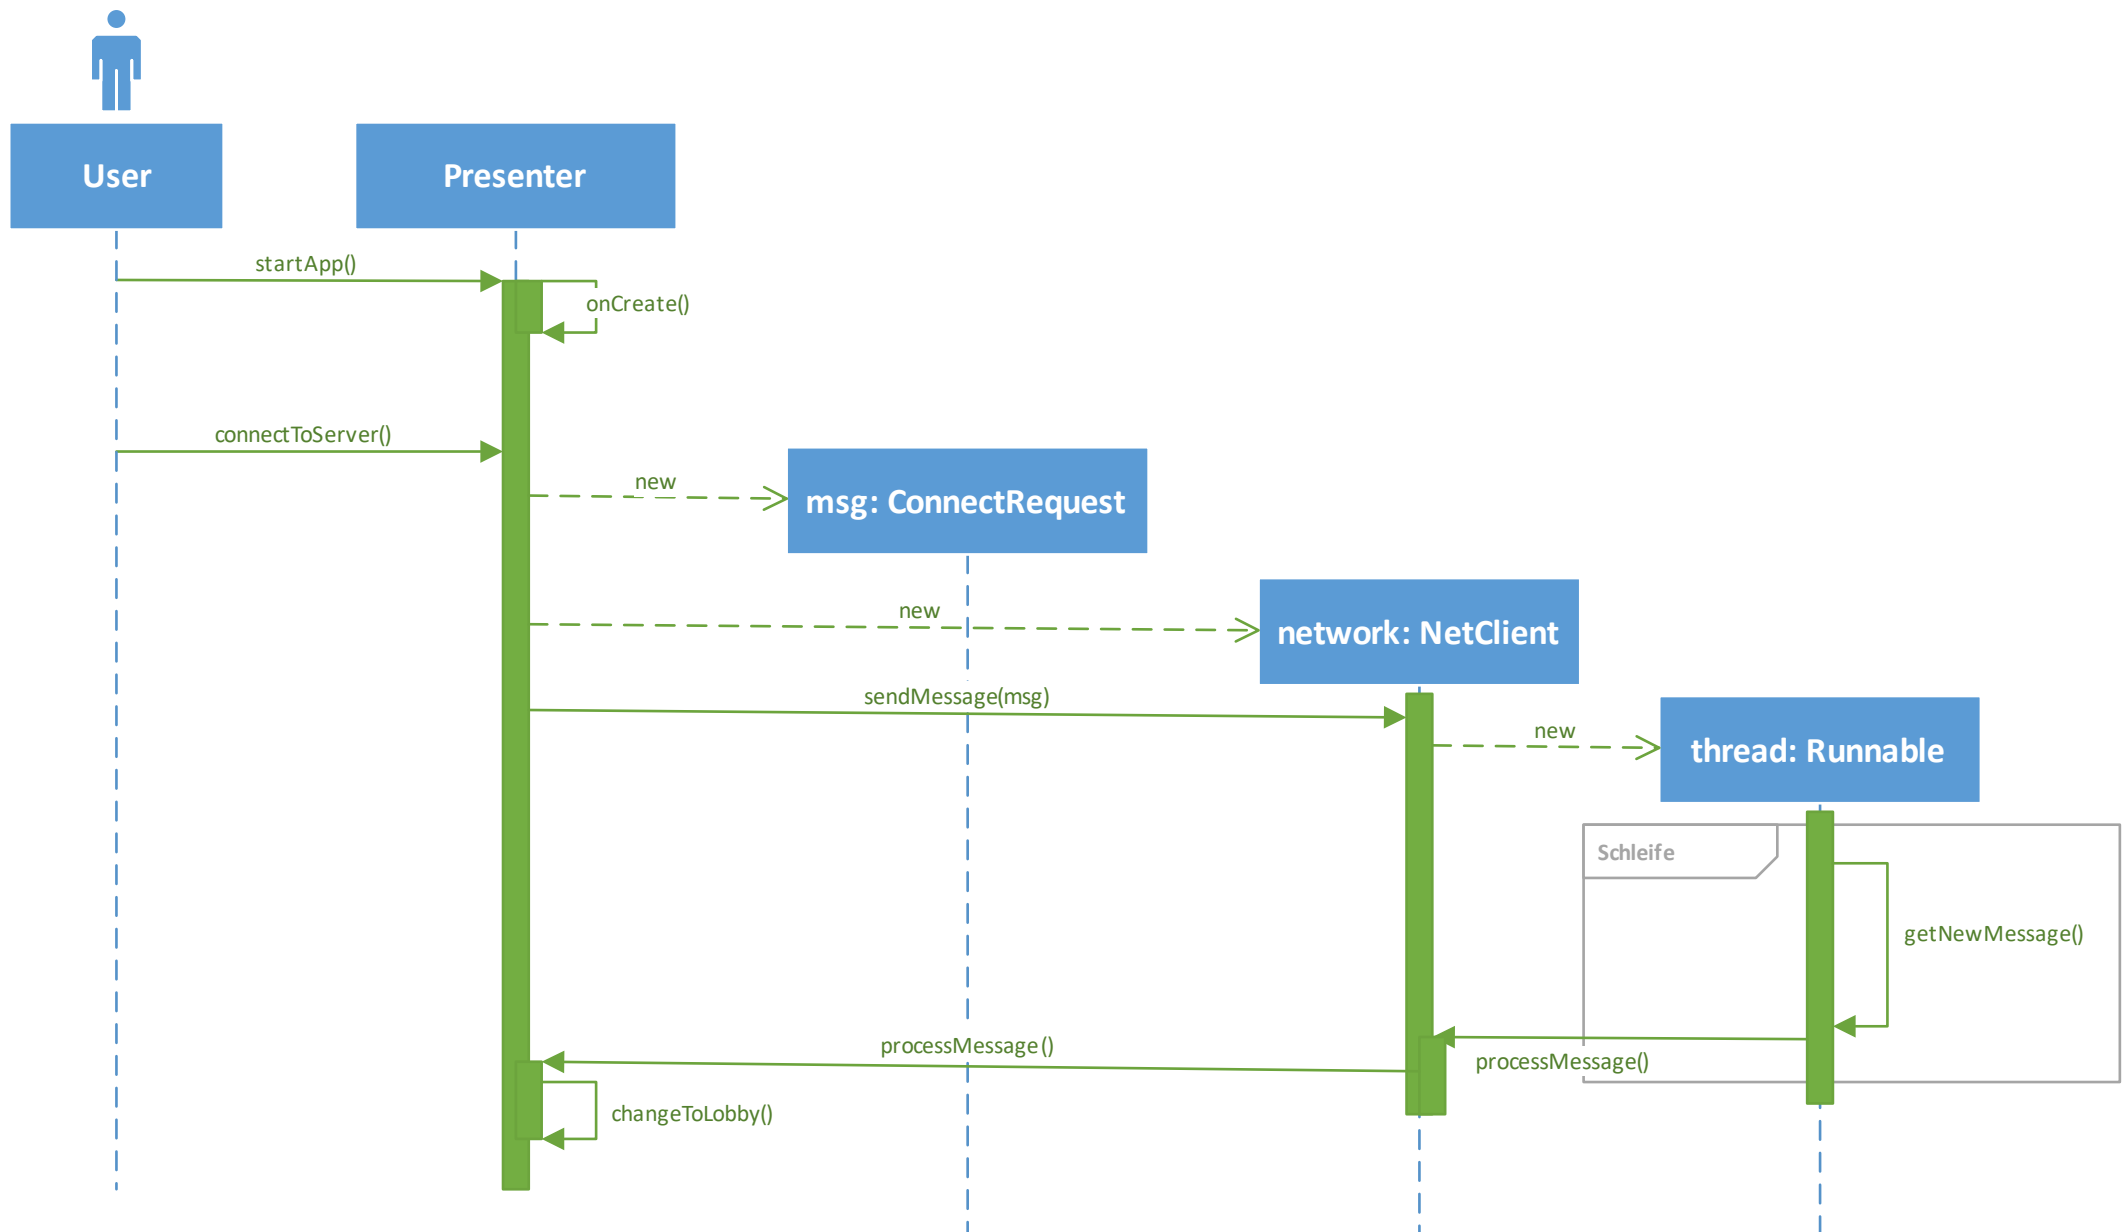 User
Presenter
startApp()
onCreate()
connectToServer()
new
msg: ConnectRequest
new
network: NetClient
sendMessage(msg)
new
thread: Runnable
Schleife
getNewMessage()
processMessage()
processMessage()
changeToLobby()